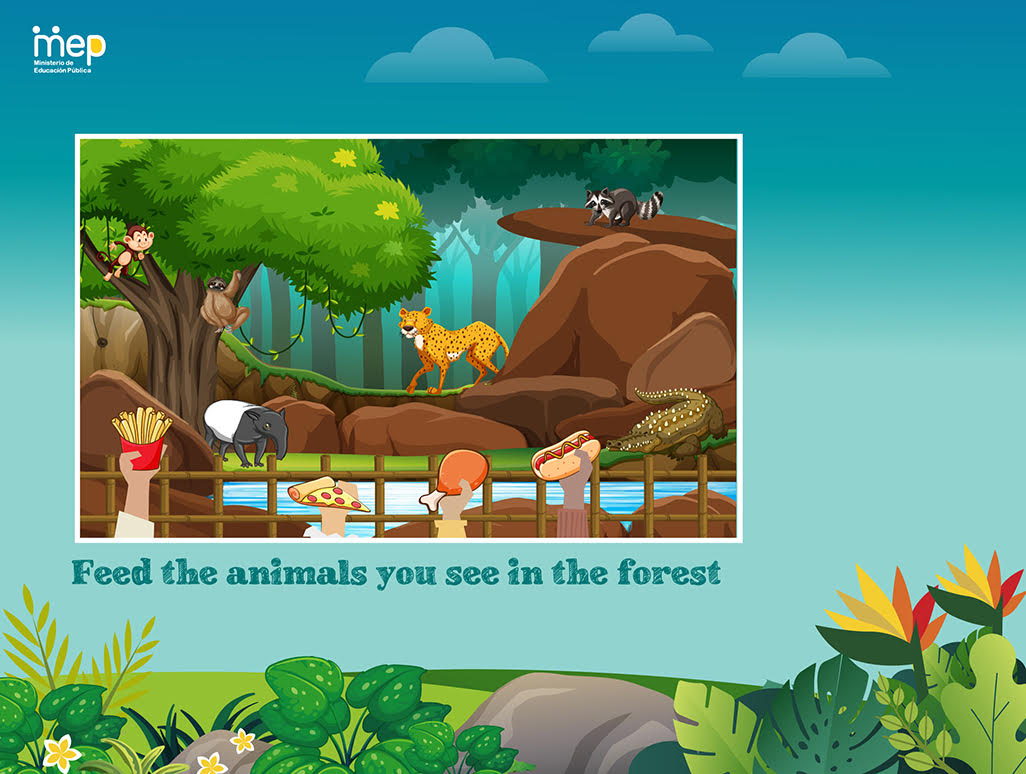 mep
Ministerio de
Educación Pública
Feed the animals you see in the forest